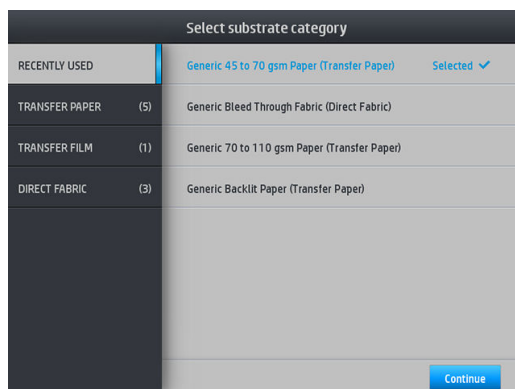 Select substrate category
RECENTLY USED
TRANSFER PAPER (5)
TRANSFER FILM (1)
DIRECT FABRIC (3)
Generic 45 to 70 gsm Paper (Transfer Paper) Selected ✓
Generic Bleed Through Fabric (Direct Fabric)
Generic 70 to 110 gsm Paper (Transfer Paper)
Generic Backlit Paper (Transfer Paper)
Continue